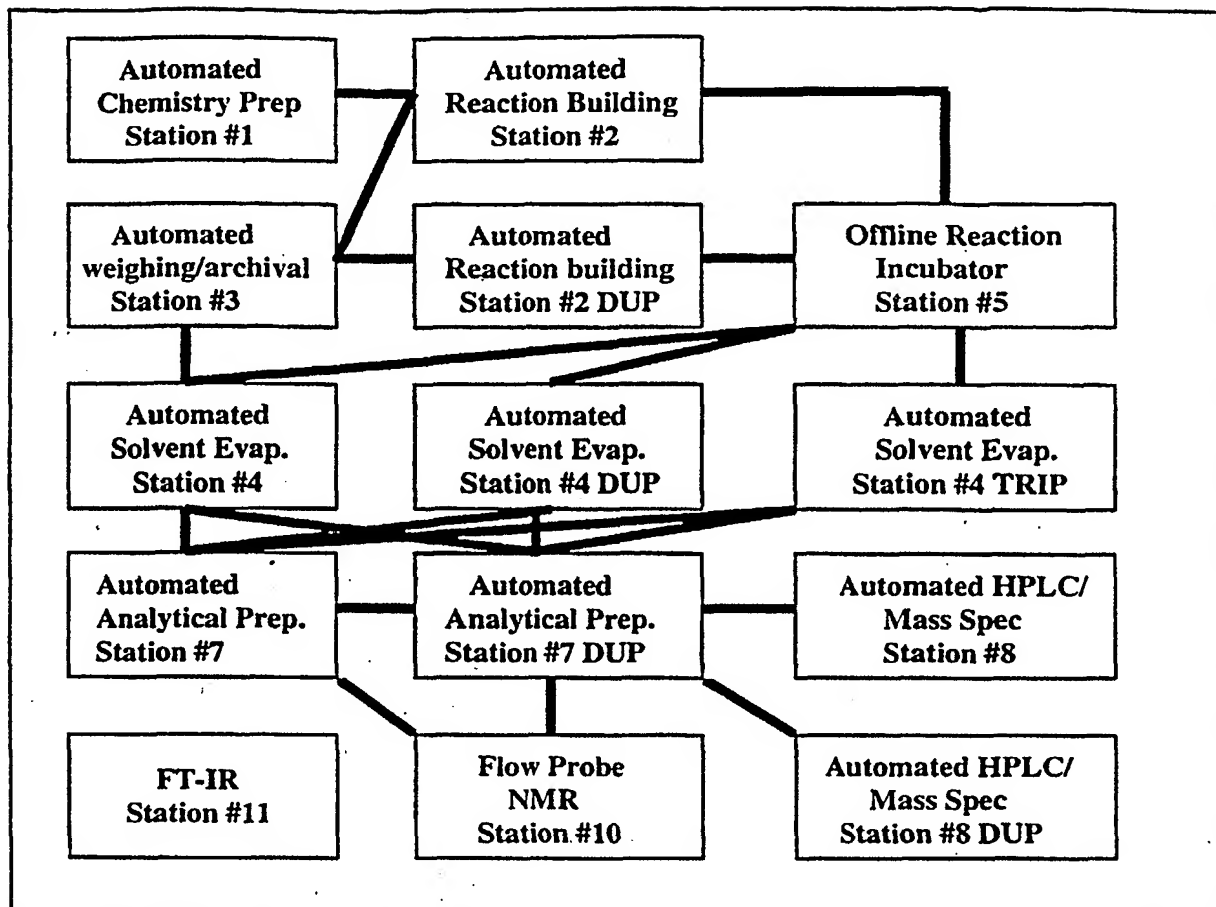 Automated
Chemistry Prep
Station #1
Automated
Reaction Building
Station #2
Automated
weighing/archival
Station #3
Automated
Reaction building
Station #2 DUP
Offline Reaction
Incubator
Station #5
Automated
Solvent Evap.
Station #4
Automated
Solvent Evap.
Station #4 DUP
Automated
Solvent Evap.
Station #4 TRIP
Automated
Analytical Prep.
Station #7
Automated
Analytical Prep.
Station #7 DUP
Automated HPLC/
Mass Spec
Station #8
FT-IR
Station #11
Flow Probe
NMR
Station #10
Automated HPLC/
Mass Spec
Station #8 DUP